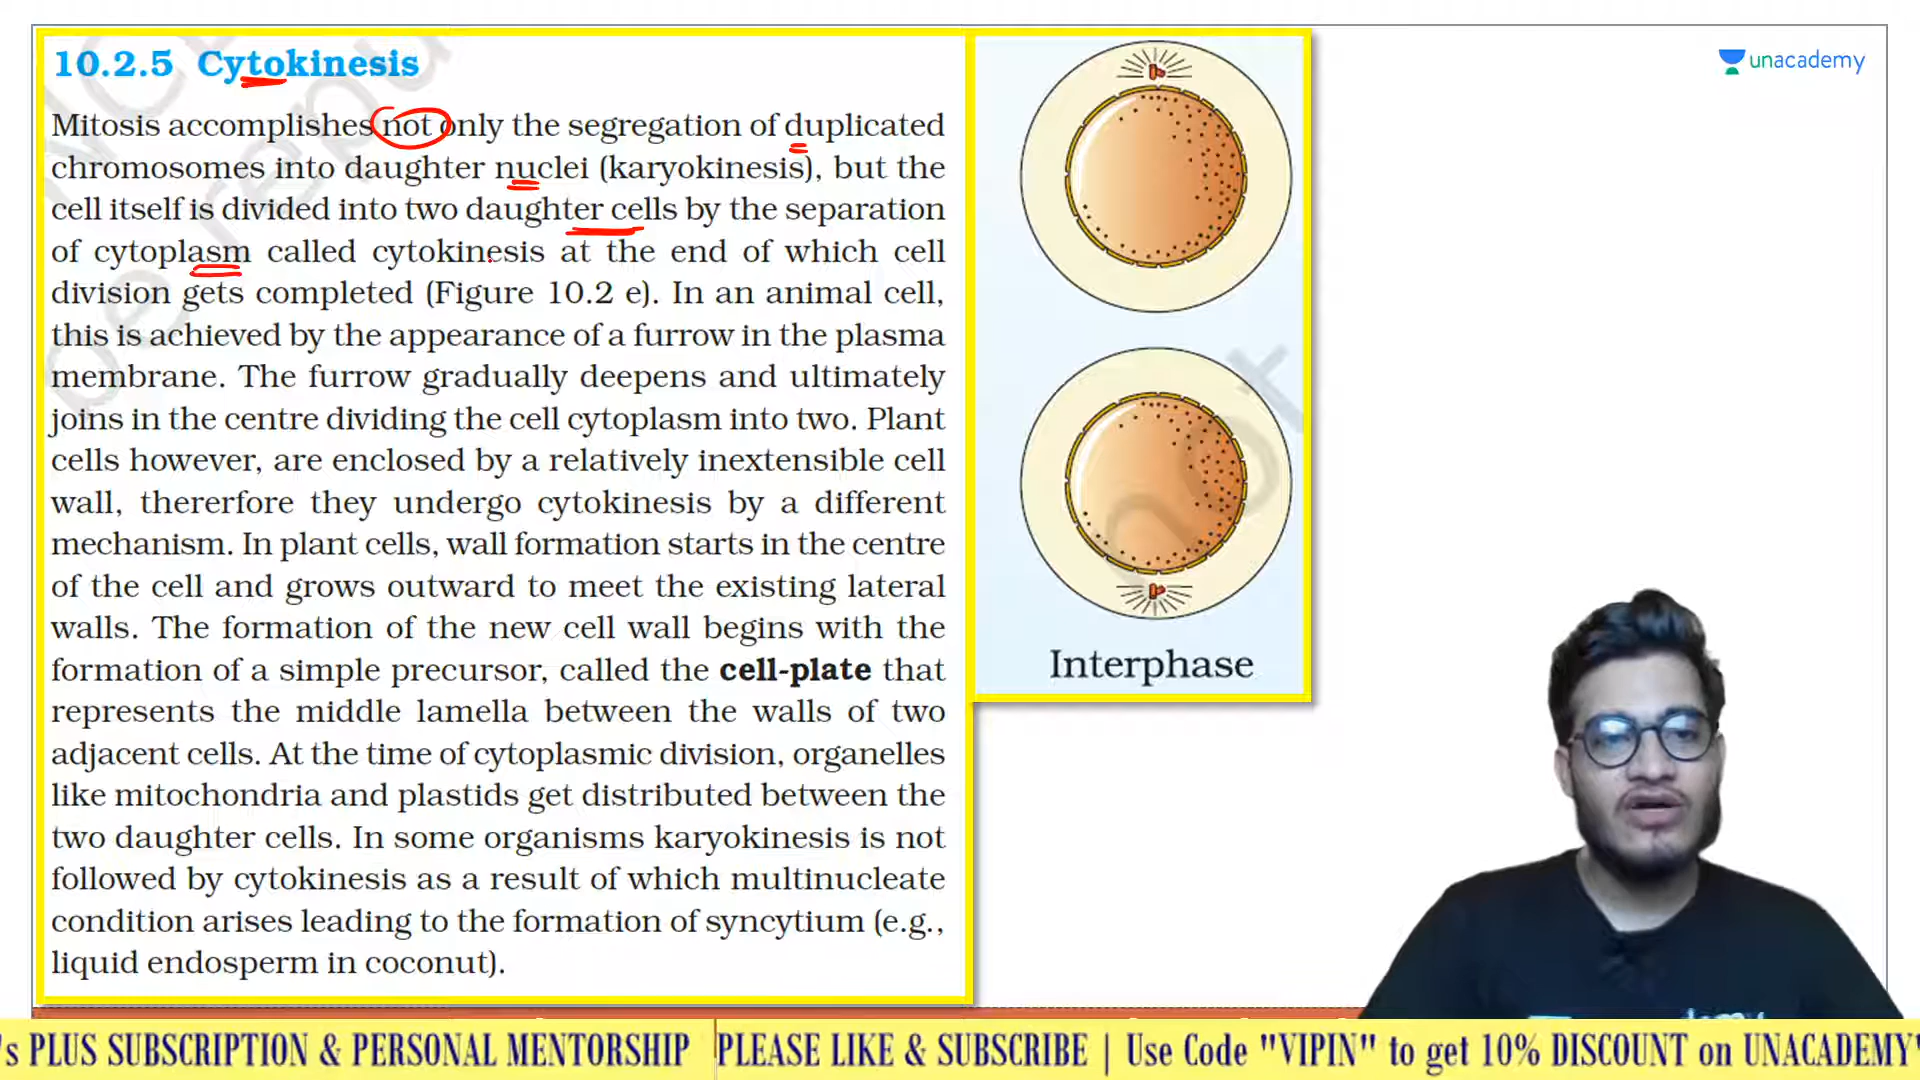 10.2.5 Cytokinesis
Mitosis accomplishes not only the segregation of duplicated
chromosomes into daughter nuclei (karyokinesis), but the
cell itself is divided into two daughter cells by the separation
of cytoplasm called cytokinesis at the end of which cell
division gets completed (Figure 10.2 e). In an animal cell,
this is achieved by the appearance of a furrow in the plasma
membrane. The furrow gradually deepens and ultimately
joins in the centre dividing the cell cytoplasm into two. Plant
cells however, are enclosed by a relatively inextensible cell
wall, thererfore they undergo cytokinesis by a different
mechanism. In plant cells, wall formation starts in the centre
of the cell and grows outward to meet the existing lateral
walls. The formation of the new cell wall begins with the
formation of a simple precursor, called the cell-plate that
represents the middle lamella between the walls of two
adjacent cells. At the time of cytoplasmic division, organelles
like mitochondria and plastids get distributed between the
two daughter cells. In some organisms karyokinesis is not
followed by cytokinesis as a result of which multinucleate
condition arises leading to the formation of syncytium (e.g.,
liquid endosperm in coconut).
not
Interphase
unacademy
's PLUS SUBSCRIPTION & PERSONAL MENTORSHIP
PLEASE LIKE & SUBSCRIBE | Use Code "VIPIN" to get 10% DISCOUNT on UNACADEMY'